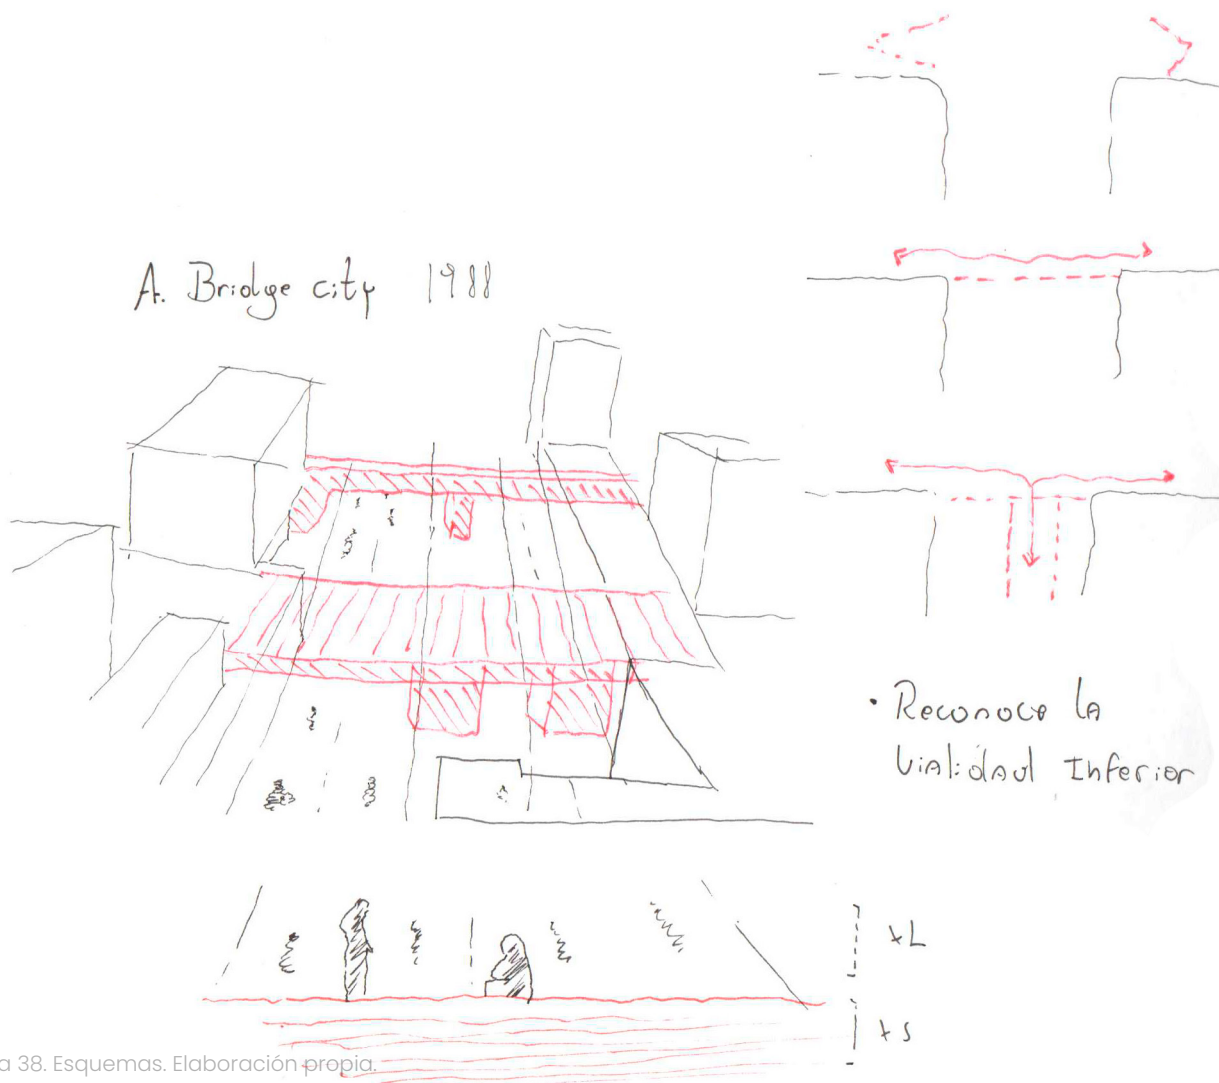 A. Bridge city 1988
• Reconoce la
Vialidad Inferior
+L
+S
a 38. Esquemas. Elaboración propia.